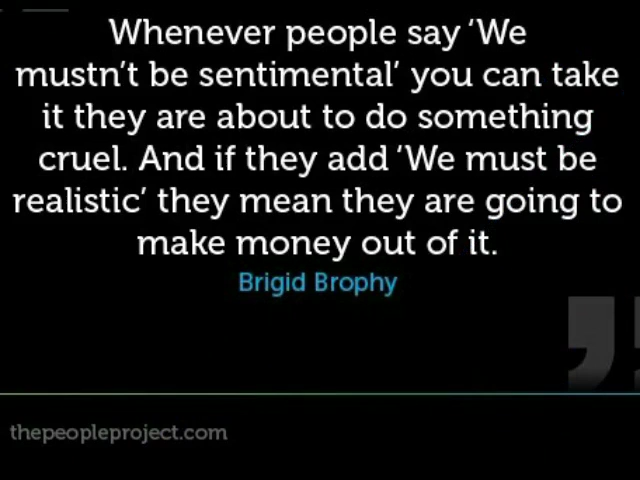 Whenever people say ‘We
mustn’t be sentimental’ you can take
it they are about to do something
cruel. And if they add ‘We must be
realistic’ they mean they are going to
make money out of it.
Brigid Brophy
thepeopleproject.com